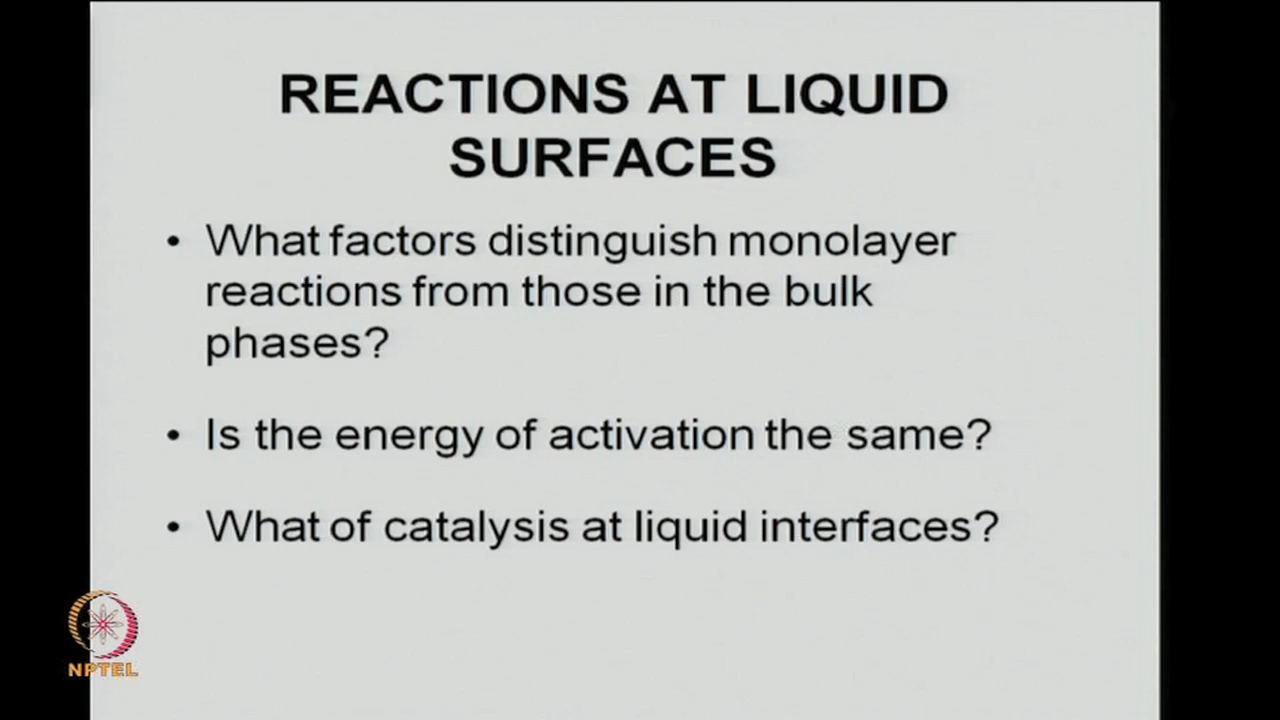 REACTIONS AT LIQUID
SURFACES
• What factors distinguish monolayer
reactions from those in the bulk
phases?
• Is the energy of activation the same?
• What of catalysis at liquid interfaces?
NPTEL